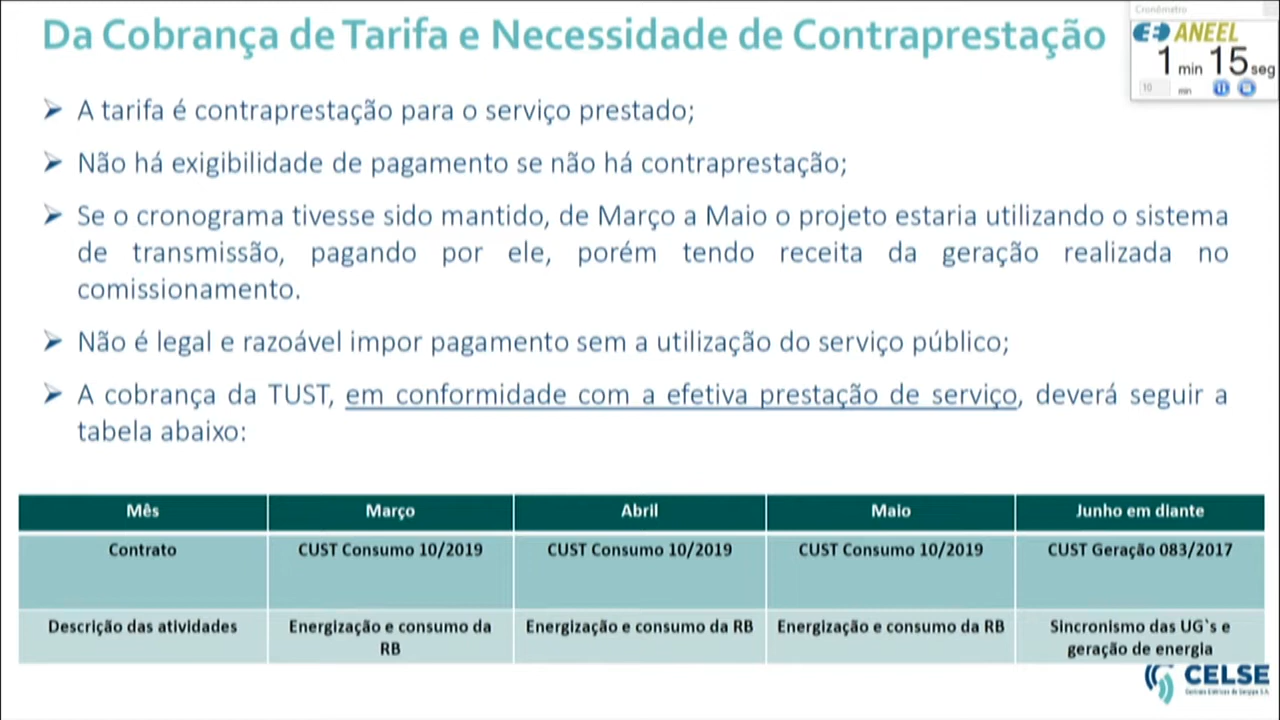 Da Cobrança de Tarifa e Necessidade de Contraprestação
Cronômetro
ANEEL
1 min 15 seg
10 min
A tarifa é contraprestação para o serviço prestado;
Não há exigibilidade de pagamento se não há contraprestação;
Se o cronograma tivesse sido mantido, de Março a Maio o projeto estaria utilizando o sistema
de transmissão, pagando por ele, porém tendo receita da geração realizada no
comissionamento.
Não é legal e razoável impor pagamento sem a utilização do serviço público;
A cobrança da TUST, em conformidade com a efetiva prestação de serviço, deverá seguir a
tabela abaixo:
Mês Março Abril Maio Junho em diante
Contrato CUST Consumo 10/2019 CUST Consumo 10/2019 CUST Consumo 10/2019 CUST Geração 083/2017
Descrição das atividades Energização e consumo da Energização e consumo da RB Energização e consumo da RB Sincronismo das UG`s e
RB geração de energia
CELSE
Centrais Elétricas de Sergipe S.A.